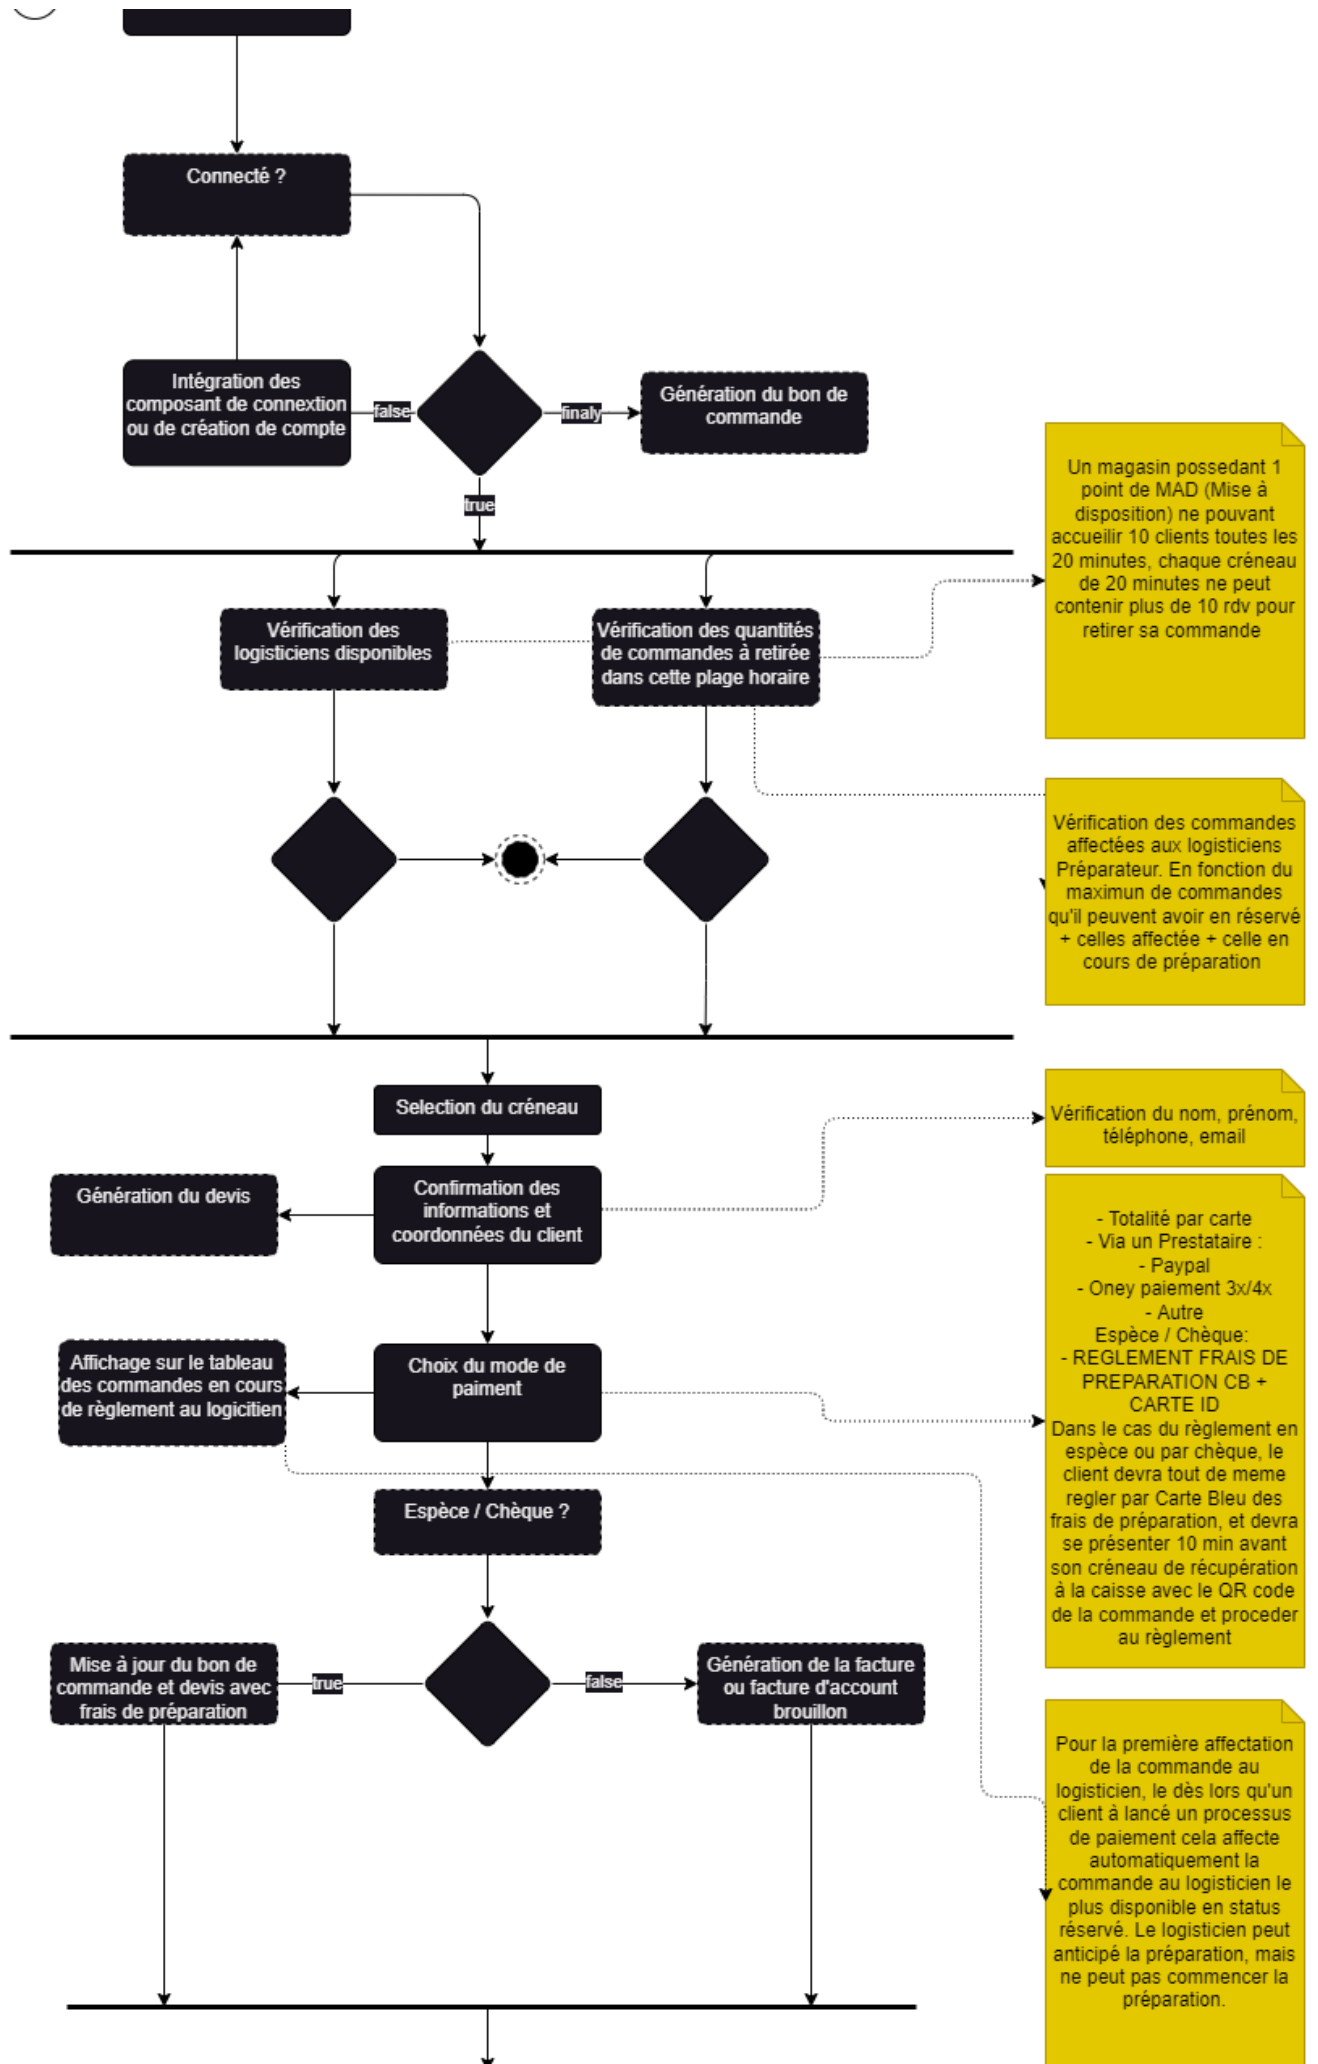 Connecté ?
Intégration des
composant de connextion
ou de création de compte
false
finaly
Génération du bon de
commande
true
Un magasin possedant 1
point de MAD (Mise à
disposition) ne pouvant
accueilir 10 clients toutes les
20 minutes, chaque créneau
de 20 minutes ne peut
contenir plus de 10 rdv pour
retirer sa commande
Vérification des
logisticiens disponibles
Vérification des quantités
de commandes à retirée
dans cette plage horaire
Vérification des commandes
affectées aux logisticiens
Préparateur. En fonction du
maximun de commandes
qu'il peuvent avoir en réservé
+ celles affectée + celle en
cours de préparation
Selection du créneau
Vérification du nom, prénom,
téléphone, email
Génération du devis
Confirmation des
informations et
coordonnées du client
- Totalité par carte
- Via un Prestataire :
- Paypal
- Oney paiement 3x/4x
- Autre
Espèce / Chèque:
- REGLEMENT FRAIS DE
PREPARATION CB +
CARTE ID
Dans le cas du règlement en
espèce ou par chèque, le
client devra tout de meme
regler par Carte Bleu des
frais de préparation, et devra
se présenter 10 min avant
son créneau de récupération
à la caisse avec le QR code
de la commande et proceder
au règlement
Affichage sur le tableau
des commandes en cours
de règlement au logicitien
Choix du mode de
paiment
Espèce / Chèque ?
Mise à jour du bon de
commande et devis avec
frais de préparation
true
false
Génération de la facture
ou facture d'account
brouillon
Pour la première affectation
de la commande au
logisticien, le dès lors qu'un
client à lancé un processus
de paiement cela affecte
automatiquement la
commande au logisticien le
plus disponible en status
réservé. Le logisticien peut
anticipé la préparation, mais
ne peut pas commencer la
préparation.